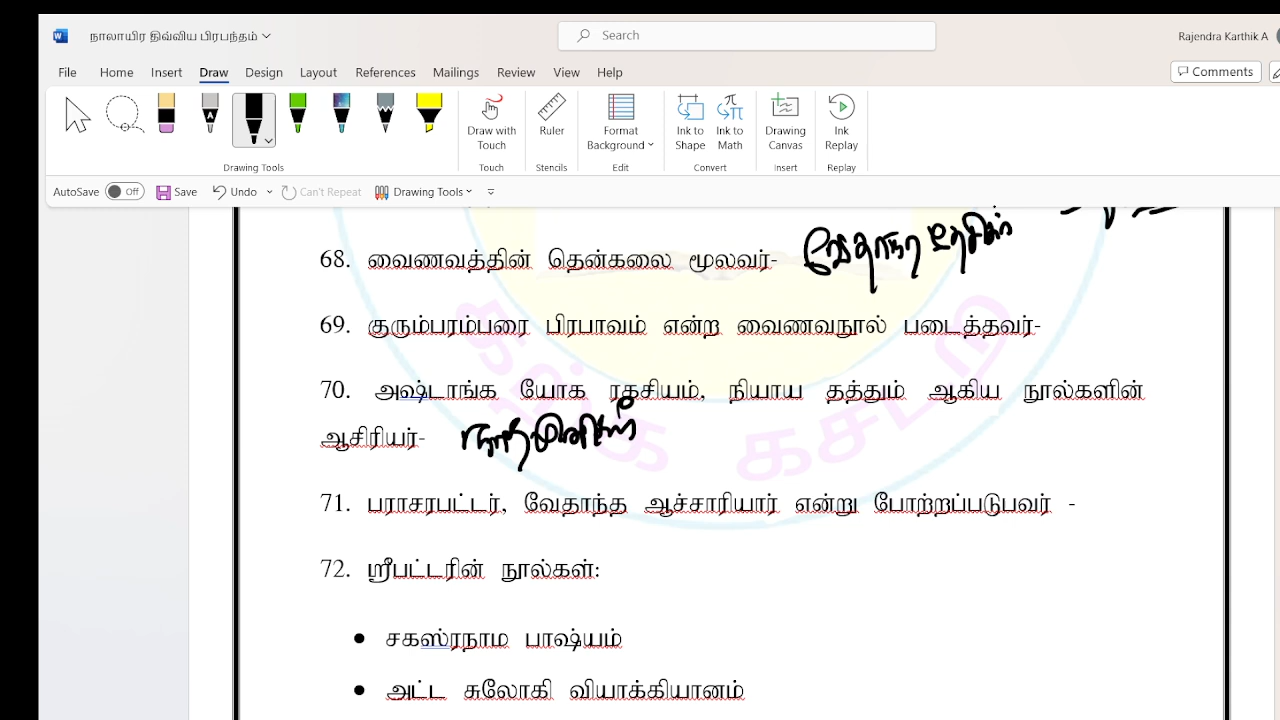 நாலாயிர திவ்விய பிரபந்தம்
Search
Rajendra Karthik A
File Home Insert Draw Design Layout References Mailings Review View Help
Comments
Draw with Touch
Ruler
Format Background
Ink to Shape
Ink to Math
Drawing Canvas
Ink Replay
Drawing Tools Touch Stencils Edit Convert Insert Replay
AutoSave Off Save Undo Can't Repeat Drawing Tools
68. வைணவத்தின் தென்கலை மூலவர்- வேதாந்த தேசிகர்
69. குரும்பரம்பரை பிரபாவம் என்ற வைணவநூல் படைத்தவர்-
70. அஷ்டாங்க யோக ரகசியம், நியாய தத்தும் ஆகிய நூல்களின்
ஆசிரியர்- நாதமுனிகள்
71. பராசரபட்டர், வேதாந்த ஆச்சாரியார் என்று போற்றப்படுபவர் -
72. ஸ்ரீபட்டரின் நூல்கள்:
• சகஸ்ரநாம பாஷ்யம்
• அட்ட சுலோகி வியாக்கியானம்
கசடற